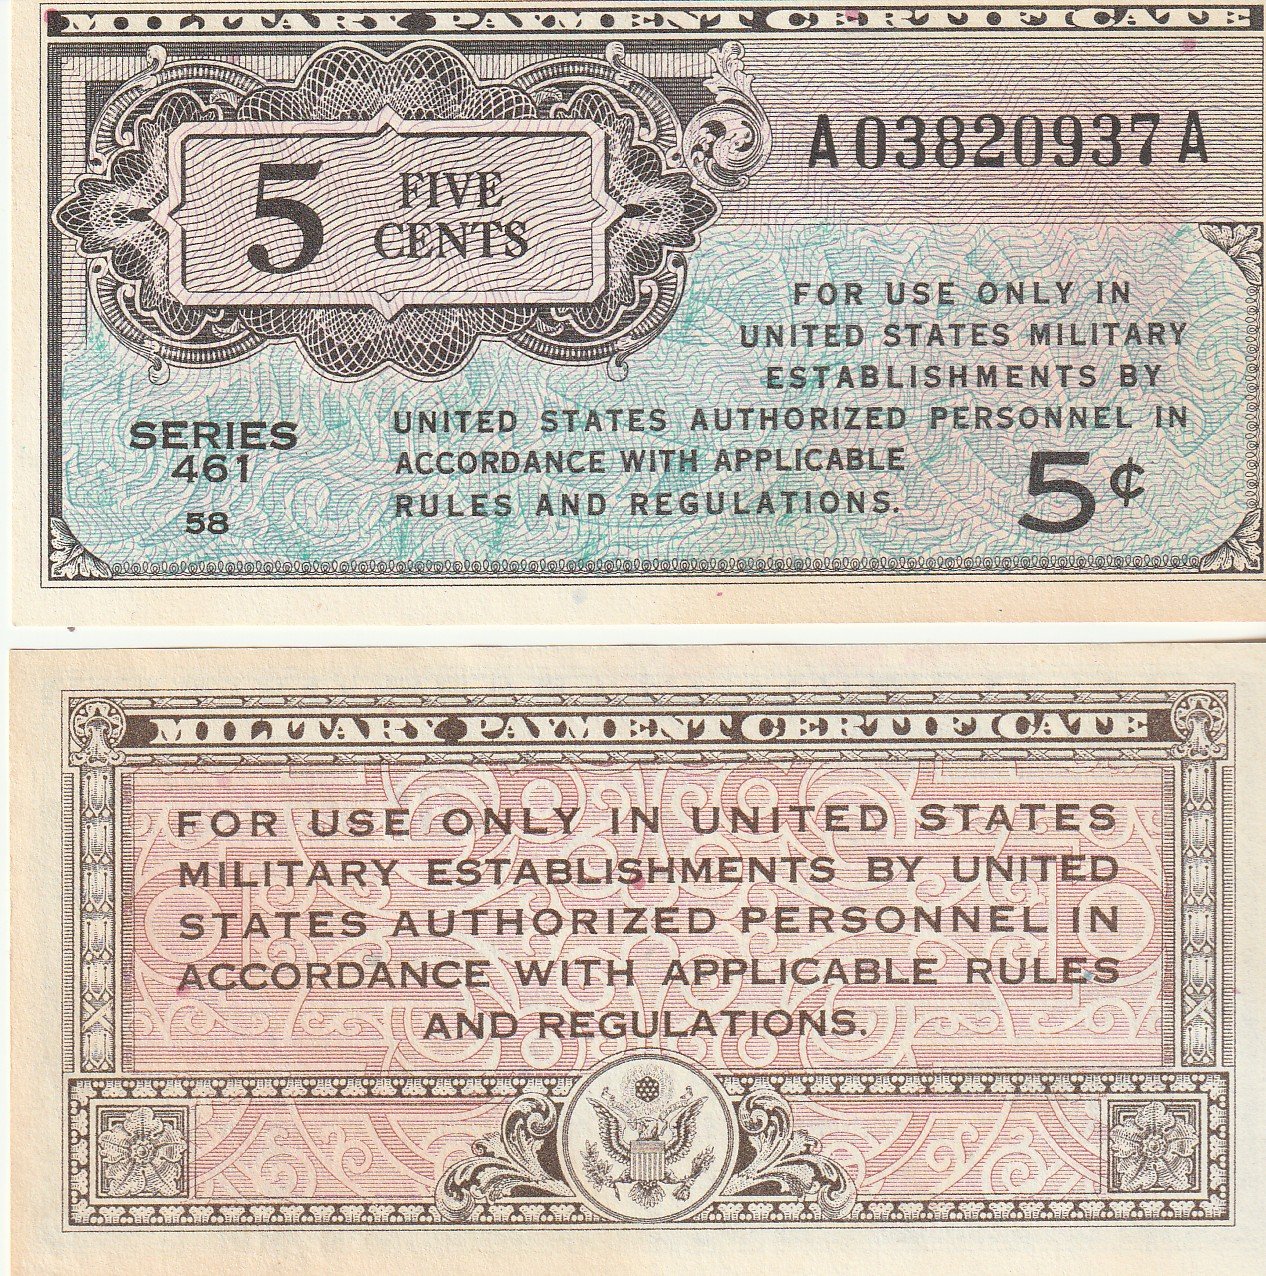 MILITARY PAYMENT CERTIFICATE
A03820937A
5 FIVE
CENTS
FOR USE ONLY IN
UNITED STATES MILITARY
ESTABLISHMENTS BY
UNITED STATES AUTHORIZED PERSONNEL IN
ACCORDANCE WITH APPLICABLE
RULES AND REGULATIONS.
SERIES
461
58
5¢
MILITARY PAYMENT CERTIFICATE
FOR USE ONLY IN UNITED STATES
MILITARY ESTABLISHMENTS BY UNITED
STATES AUTHORIZED PERSONNEL IN
ACCORDANCE WITH APPLICABLE RULES
AND REGULATIONS.